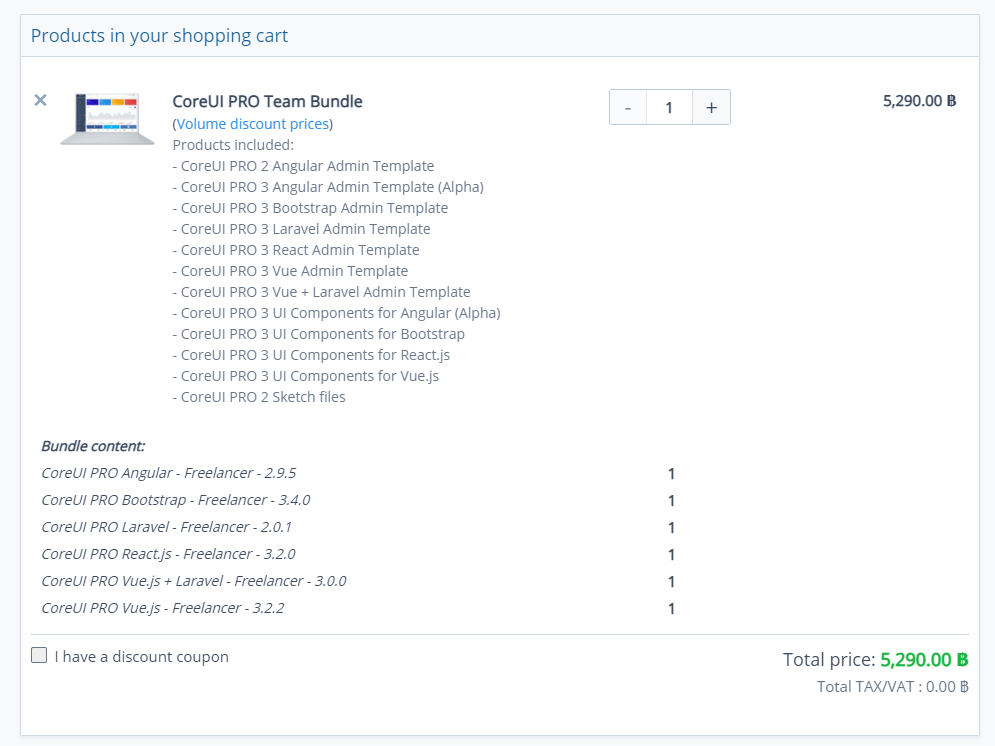 Products in your shopping cart
✕
CoreUI PRO Team Bundle
- 1 +
5,290.00 ฿
(Volume discount prices)
Products included:
- CoreUI PRO 2 Angular Admin Template
- CoreUI PRO 3 Angular Admin Template (Alpha)
- CoreUI PRO 3 Bootstrap Admin Template
- CoreUI PRO 3 Laravel Admin Template
- CoreUI PRO 3 React Admin Template
- CoreUI PRO 3 Vue Admin Template
- CoreUI PRO 3 Vue + Laravel Admin Template
- CoreUI PRO 3 UI Components for Angular (Alpha)
- CoreUI PRO 3 UI Components for Bootstrap
- CoreUI PRO 3 UI Components for React.js
- CoreUI PRO 3 UI Components for Vue.js
- CoreUI PRO 2 Sketch files
Bundle content:
CoreUI PRO Angular - Freelancer - 2.9.5 1
CoreUI PRO Bootstrap - Freelancer - 3.4.0 1
CoreUI PRO Laravel - Freelancer - 2.0.1 1
CoreUI PRO React.js - Freelancer - 3.2.0 1
CoreUI PRO Vue.js + Laravel - Freelancer - 3.0.0 1
CoreUI PRO Vue.js - Freelancer - 3.2.2 1
I have a discount coupon
Total price: 5,290.00 ฿
Total TAX/VAT : 0.00 ฿